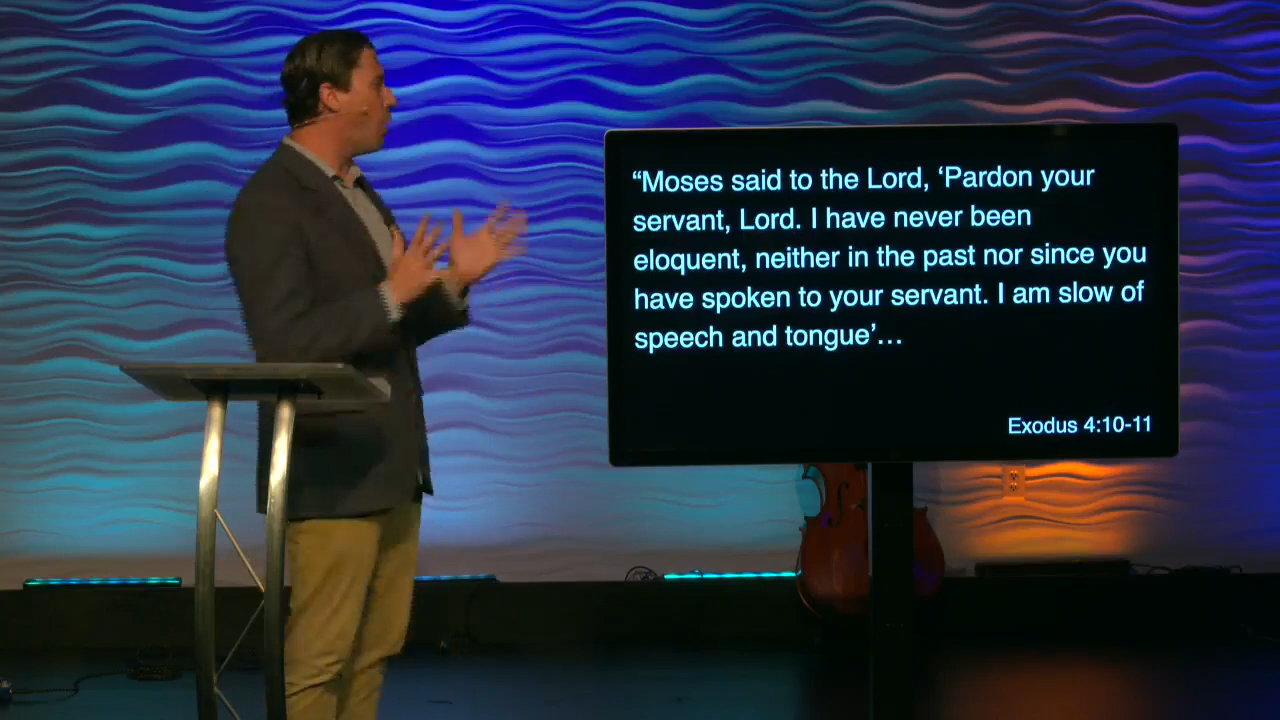 “Moses said to the Lord, ‘Pardon your
servant, Lord. I have never been
eloquent, neither in the past nor since you
have spoken to your servant. I am slow of
speech and tongue’...
Exodus 4:10-11